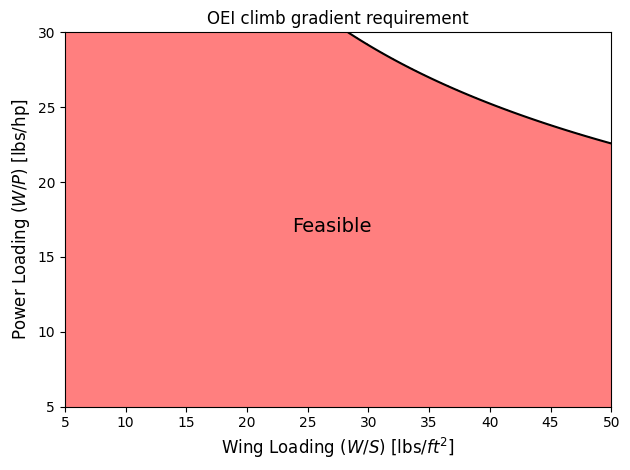 OEI climb gradient requirement
30
25
20
15
10
5
Power Loading (W/P) [lbs/hp]
Feasible
5 10 15 20 25 30 35 40 45 50
Wing Loading (W/S) [lbs/ft²]